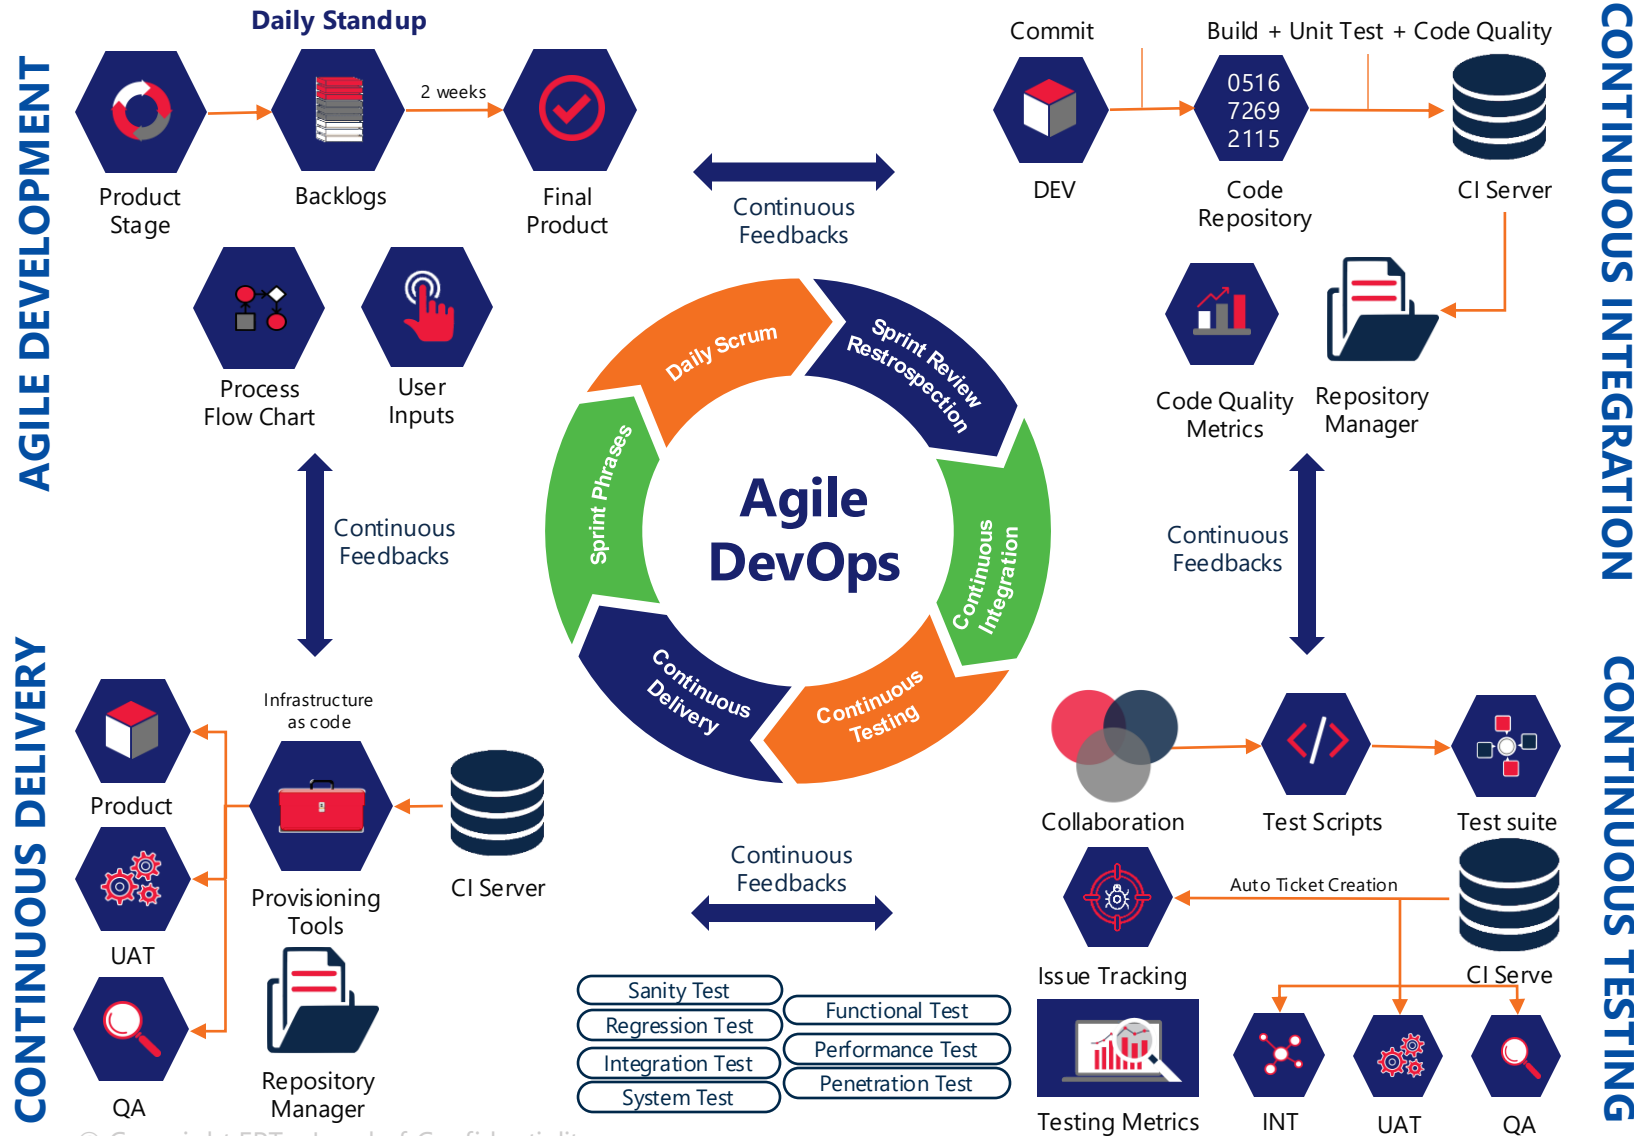 Daily Standup
AGILE DEVELOPMENT
2 weeks
Product
Stage
Backlogs
Final
Product
Process
Flow Chart
User
Inputs
Continuous
Feedbacks
Commit
Build + Unit Test + Code Quality
0516
7269
2115
DEV
Code
Repository
CI Server
Code Quality
Metrics
Repository
Manager
CONTINUOUS INTEGRATION
Continuous
Feedbacks
Continuous
Feedbacks
Daily Scrum
Sprint Review
Restrospection
Continuous
Integration
Continuous
Testing
Continuous
Delivery
Sprint Phrases
Agile
DevOps
CONTINUOUS DELIVERY
Infrastructure
as code
Product
UAT
QA
Provisioning
Tools
CI Server
Repository
Manager
Continuous
Feedbacks
Sanity Test
Regression Test
Integration Test
System Test
Functional Test
Performance Test
Penetration Test
CONTINUOUS TESTING
Collaboration
Test Scripts
Test suite
Auto Ticket Creation
Issue Tracking
CI Serve
Testing Metrics
INT
UAT
QA